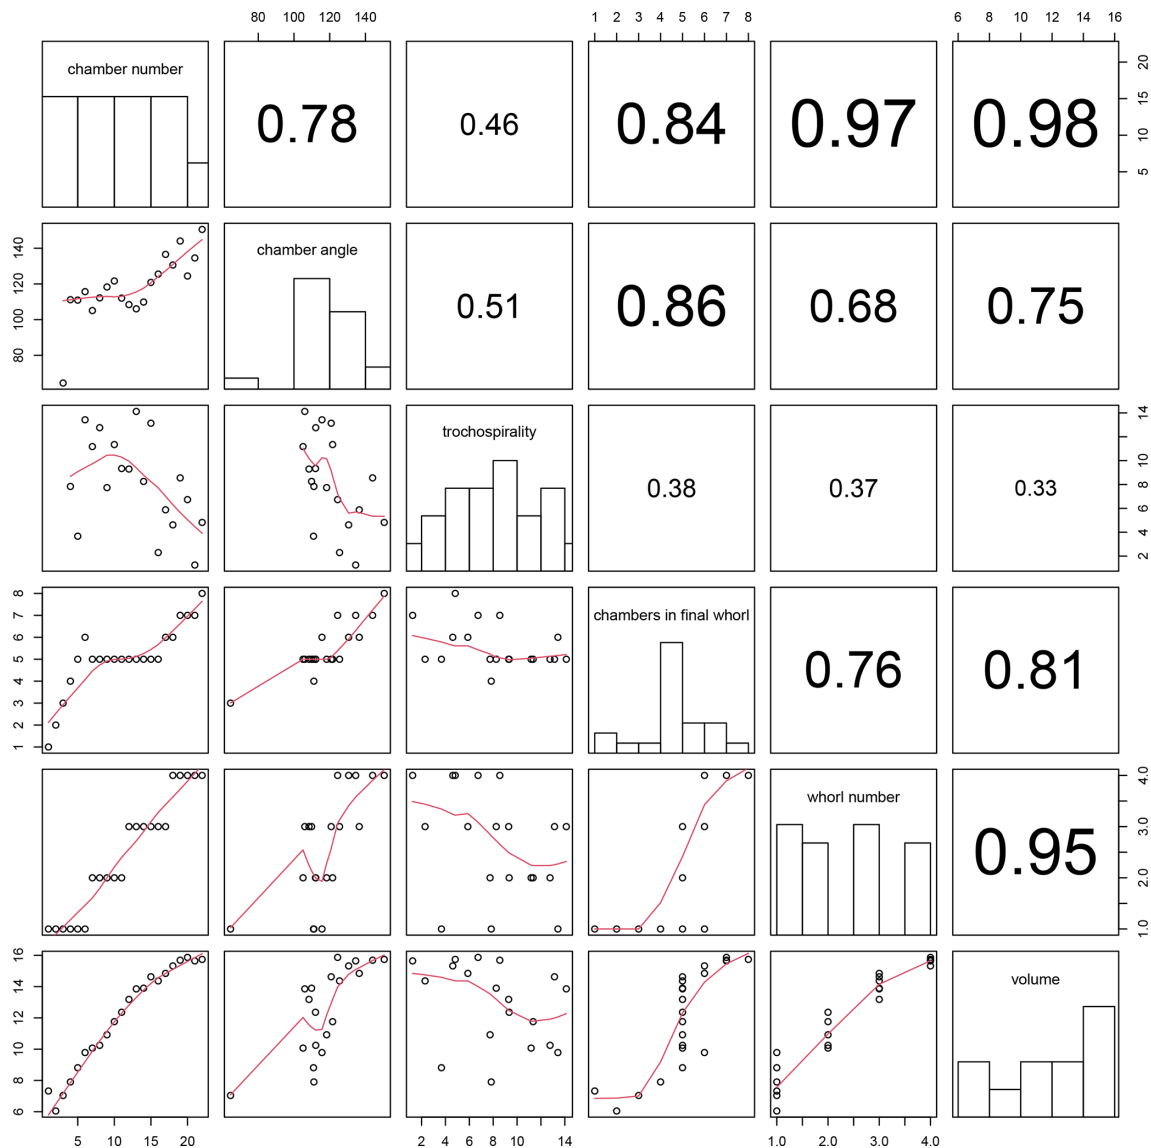 80 100 120 140
1 2 3 4 5 6 7 8
6 8 10 12 14 16
chamber number
0.78
0.46
0.84
0.97
0.98
5 10 15 20
80 100 120 140
chamber angle
0.51
0.86
0.68
0.75
trochospirality
0.38
0.37
0.33
2 4 6 8 10 14
1 2 3 4 5 6 7 8
chambers in final whorl
0.76
0.81
whorl number
0.95
1.0 2.0 3.0 4.0
6 8 10 12 14 16
volume
5 10 15 20
2 4 6 8 10 14
1.0 2.0 3.0 4.0